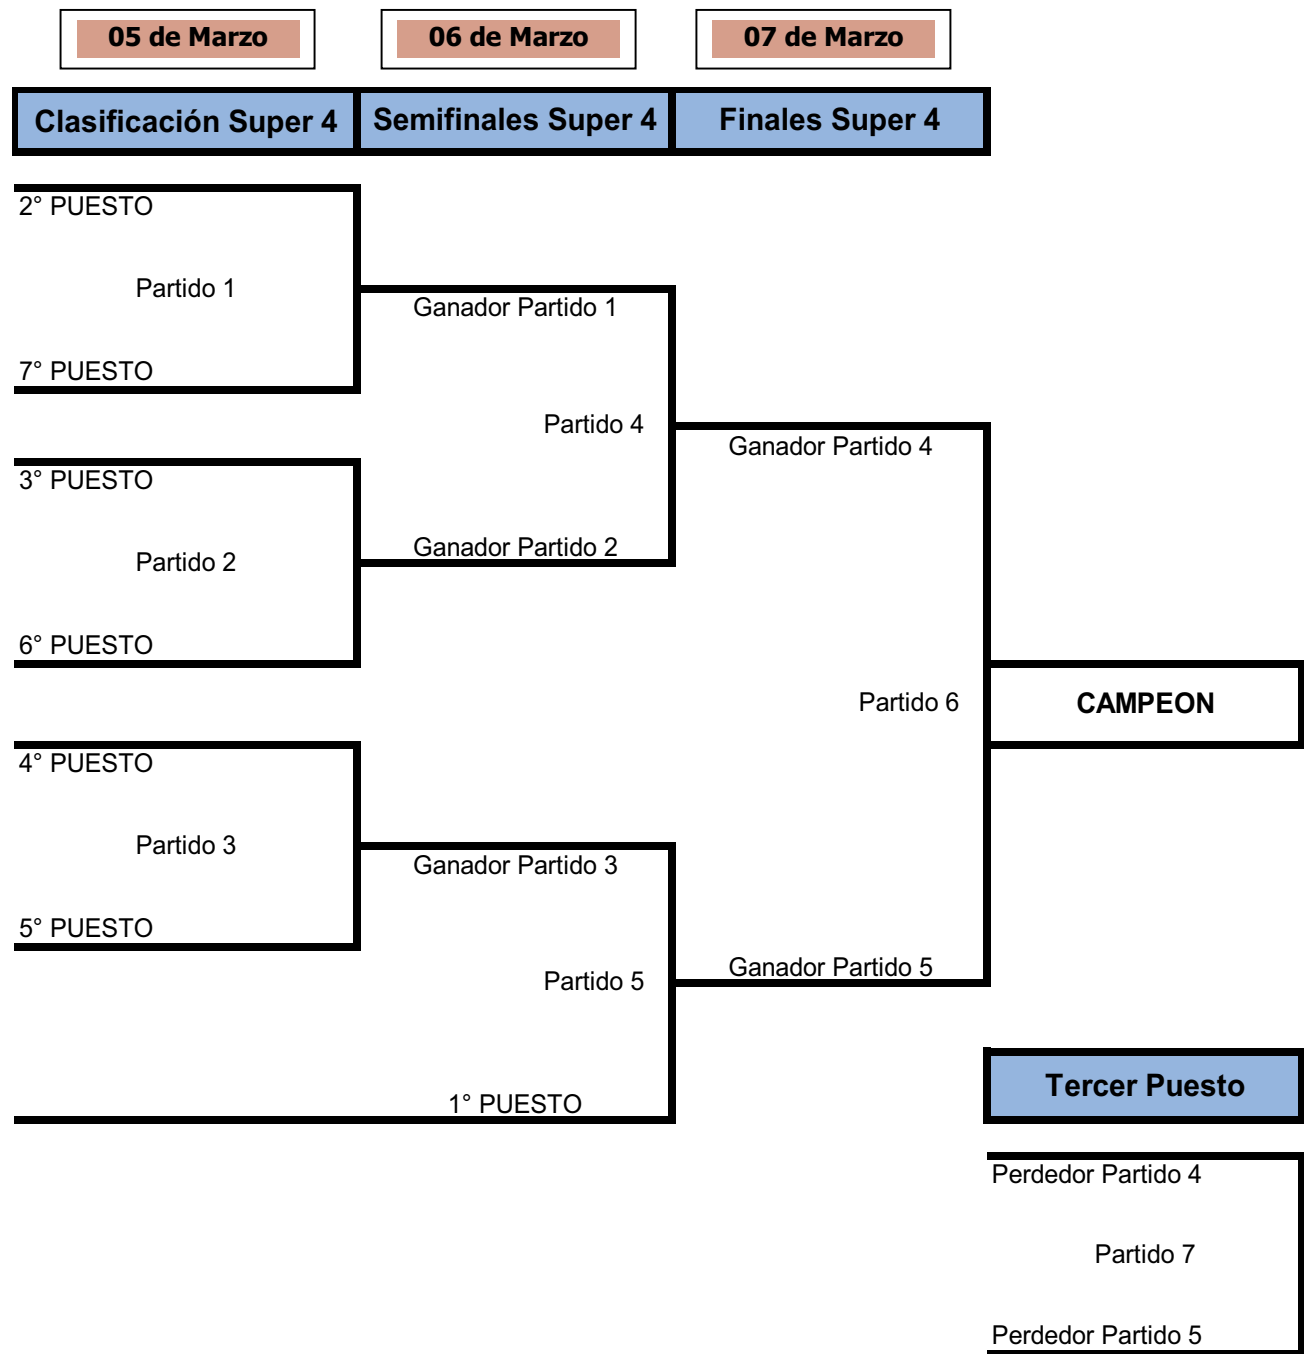 05 de Marzo
06 de Marzo
07 de Marzo
Clasificación Super 4
Semifinales Super 4
Finales Super 4
2° PUESTO
Partido 1
Ganador Partido 1
7° PUESTO
Partido 4
Ganador Partido 4
3° PUESTO
Ganador Partido 2
Partido 2
6° PUESTO
Partido 6
CAMPEON
4° PUESTO
Partido 3
Ganador Partido 3
5° PUESTO
Ganador Partido 5
Partido 5
1° PUESTO
Tercer Puesto
Perdedor Partido 4
Partido 7
Perdedor Partido 5